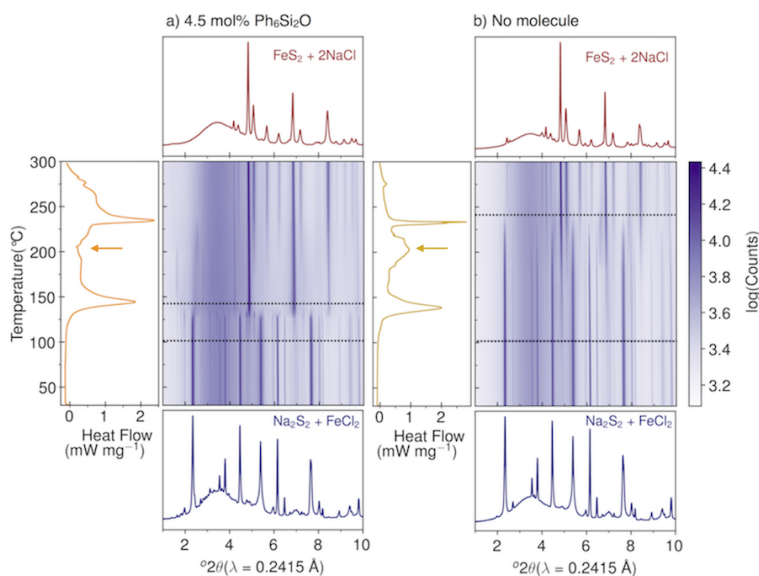 a) 4.5 mol% Ph₆Si₂O
b) No molecule
FeS₂ + 2NaCl
FeS₂ + 2NaCl
300
250
200
150
100
50
Temperature(°C)
0 1 2
Heat Flow
(mW mg⁻¹)
0 1 2
Heat Flow
(mW mg⁻¹)
4.4
4.2
4.0
3.8
3.6
3.4
3.2
log(Counts)
Na₂S₂ + FeCl₂
Na₂S₂ + FeCl₂
2 4 6 8 10
°2θ(λ = 0.2415 Å)
2 4 6 8 10
°2θ(λ = 0.2415 Å)